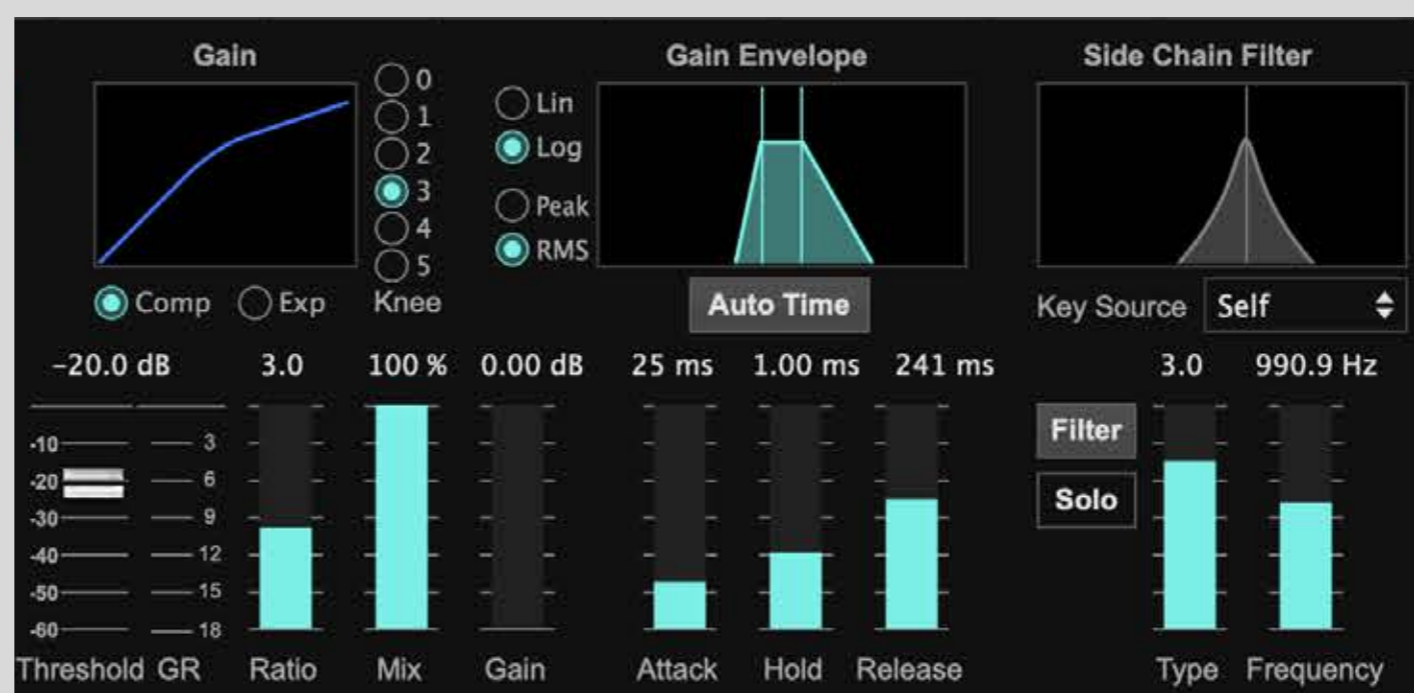 Gain
0
1
2
3
4
5
Knee
Comp
Exp
Gain Envelope
Lin
Log
Peak
RMS
Auto Time
Side Chain Filter
Key Source Self
-20.0 dB 3.0 100 % 0.00 dB 25 ms 1.00 ms 241 ms 3.0 990.9 Hz
-10 3
-20 6
-30 9
-40 12
-50 15
-60 18
Filter
Solo
Threshold GR Ratio Mix Gain Attack Hold Release Type Frequency